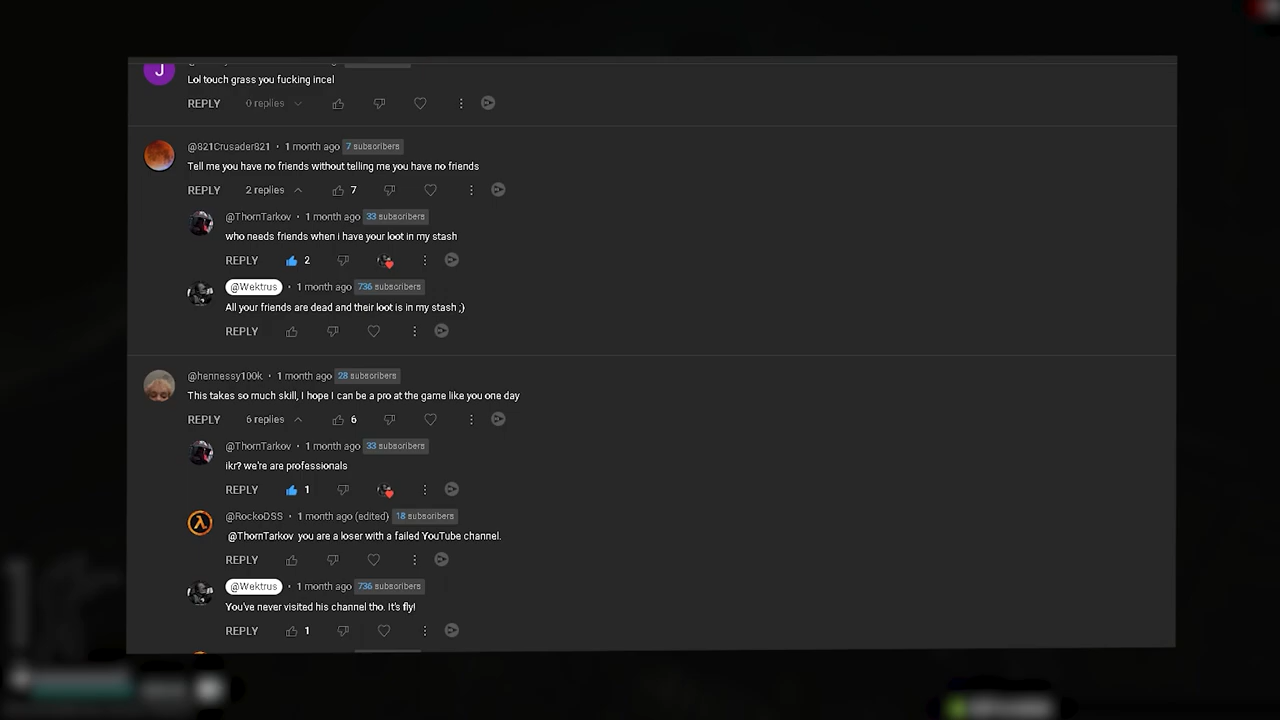 J
Lol touch grass you fucking incel
REPLY 0 replies
@821Crusader821 • 1 month ago 7 subscribers
Tell me you have no friends without telling me you have no friends
REPLY 2 replies 7
@ThornTarkov • 1 month ago 33 subscribers
who needs friends when i have your loot in my stash
REPLY 2
@Wektrus • 1 month ago 736 subscribers
All your friends are dead and their loot is in my stash ;)
REPLY
@hennessy100k • 1 month ago 28 subscribers
This takes so much skill, I hope I can be a pro at the game like you one day
REPLY 6 replies 6
@ThornTarkov • 1 month ago 33 subscribers
ikr? we're are professionals
REPLY 1
@RockoDSS • 1 month ago (edited) 18 subscribers
@ThornTarkov you are a loser with a failed YouTube channel.
REPLY
@Wektrus • 1 month ago 736 subscribers
You've never visited his channel tho. It's fly!
REPLY 1